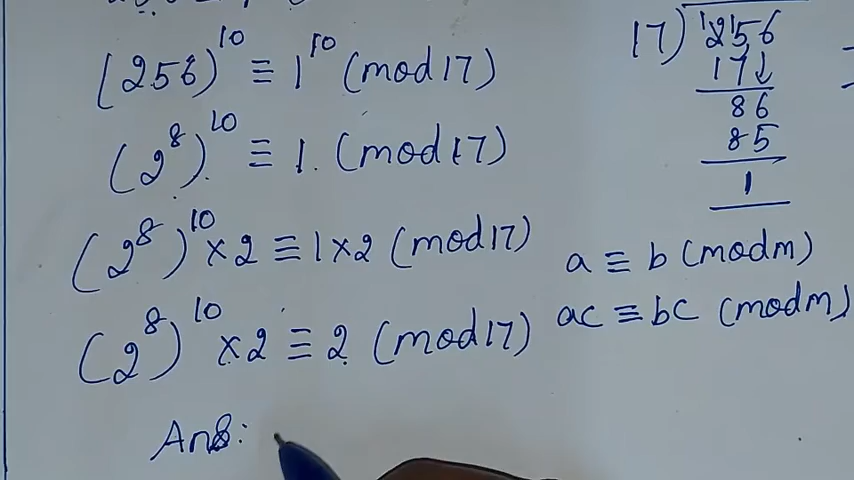 (256)^10 ≡ 1^10 (mod 17)
(2^8)^10 ≡ 1. (mod 17)
(2^8)^10 × 2 ≡ 1 × 2 (mod 17)
(2^8)^10 × 2 ≡ 2 (mod 17)
Ans:
17) 256
17↓
86
85
1
a ≡ b (mod m)
ac ≡ bc (mod m)